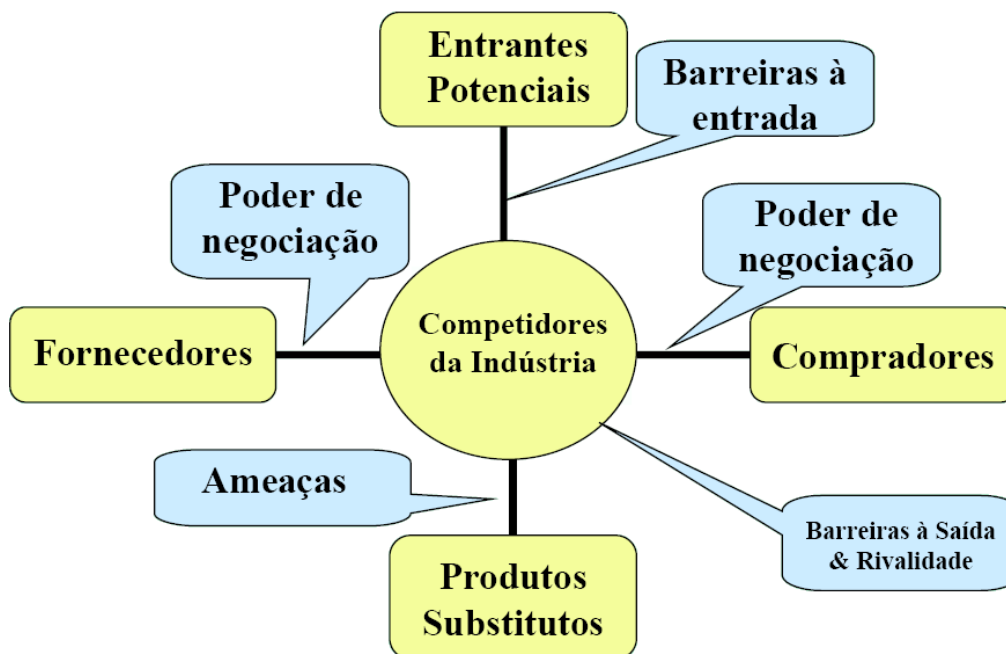 Entrantes
Potenciais
Barreiras à
entrada
Poder de
negociação
Poder de
negociação
Fornecedores
Competidores
da Indústria
Compradores
Ameaças
Barreiras à Saída
& Rivalidade
Produtos
Substitutos